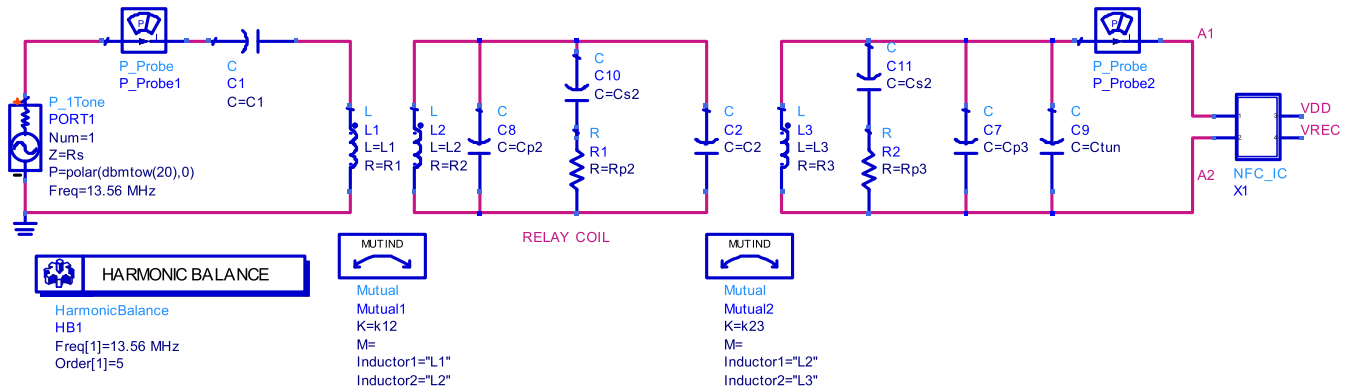 P
I
P_Probe
P_Probe1
C
C1
C=C1
P_1Tone
PORT1
Num=1
Z=Rs
P=polar(dbmtow(20),0)
Freq=13.56 MHz
L
L1
L=L1
R=R1
L
L2
L=L2
R=R2
C
C8
C=Cp2
C
C10
C=Cs2
R
R1
R=Rp2
C
C2
C=C2
RELAY COIL
L
L3
L=L3
R=R3
C
C11
C=Cs2
R
R2
R=Rp3
C
C7
C=Cp3
C
C9
C=Ctun
P
I
P_Probe
P_Probe2
A1
A2
1
2
3
4
VDD
VREC
NFC_IC
X1
HARMONIC BALANCE
HarmonicBalance
HB1
Freq[1]=13.56 MHz
Order[1]=5
MUTIND
Mutual
Mutual1
K=k12
M=
Inductor1="L1"
Inductor2="L2"
MUTIND
Mutual
Mutual2
K=k23
M=
Inductor1="L2"
Inductor2="L3"